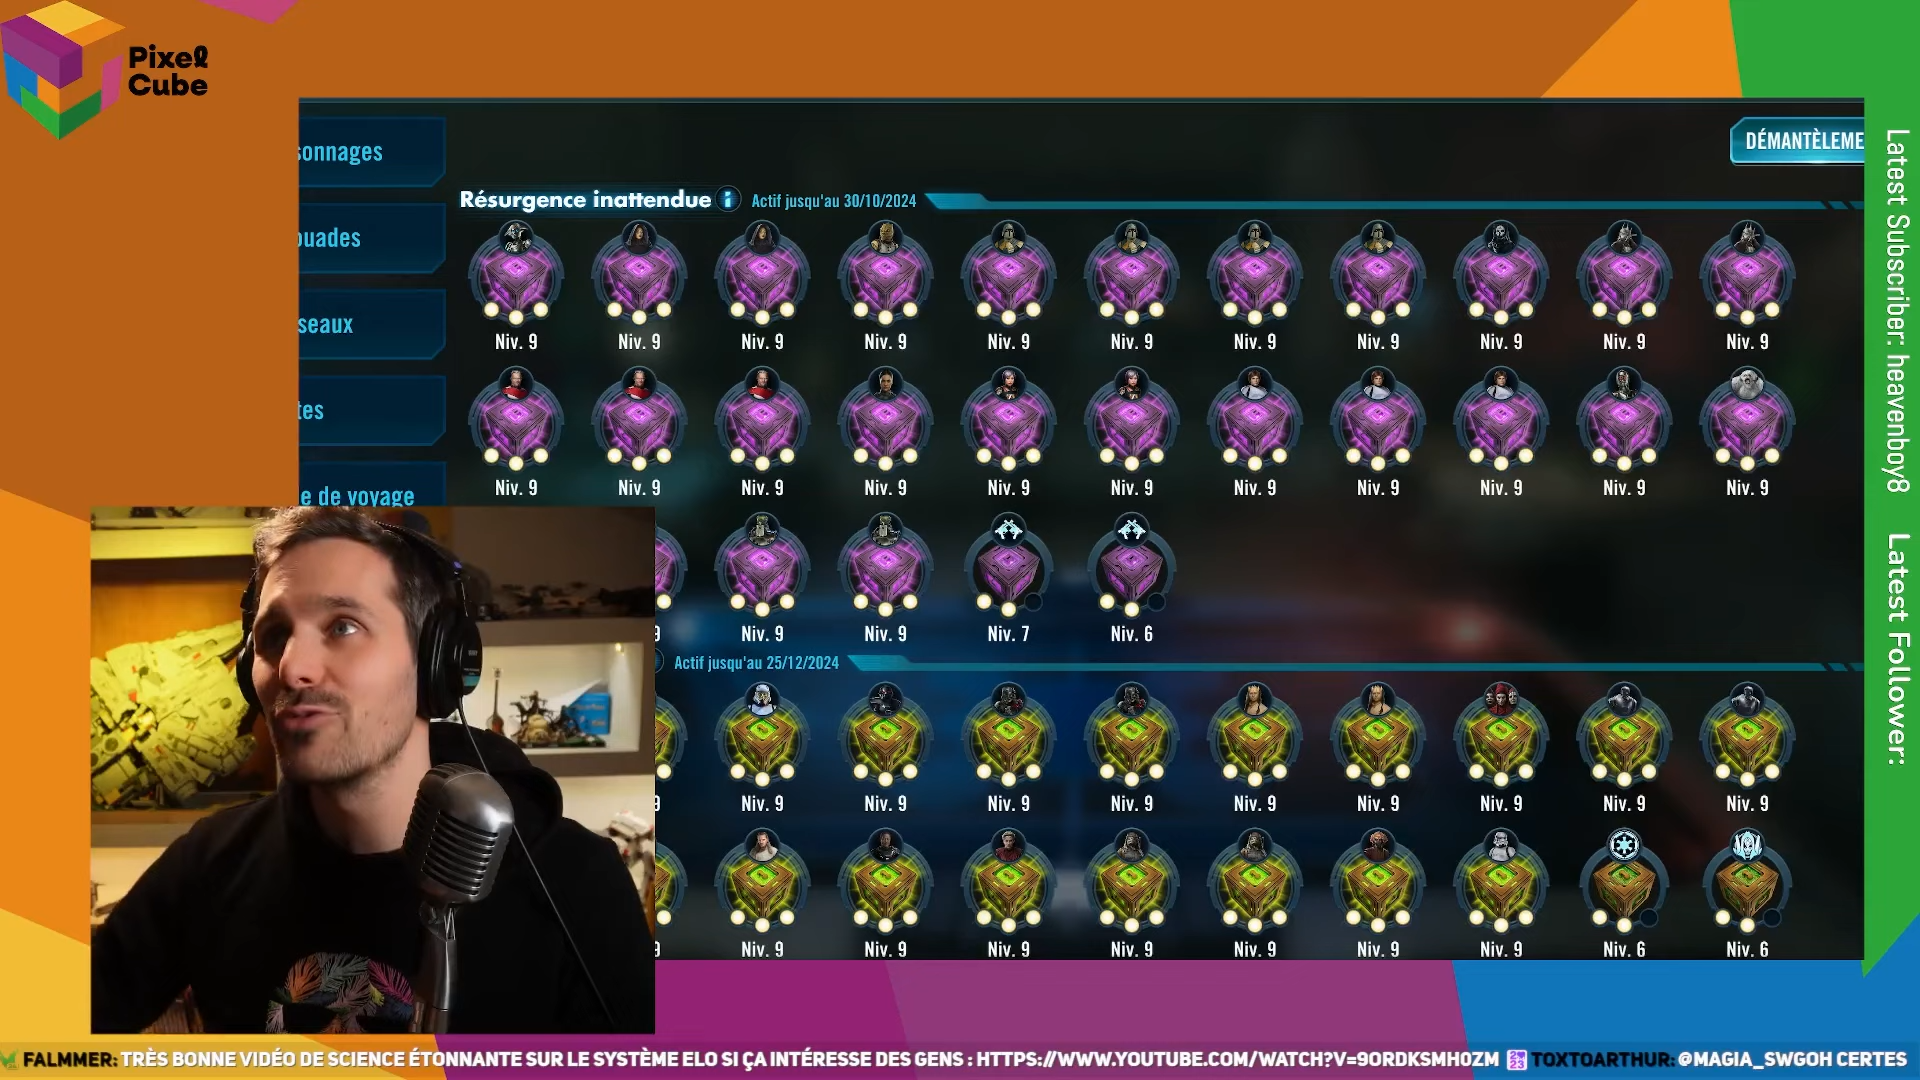 Pixel
Cube
sonnages
DÉMANTÈLEME
Résurgence inattendue
Actif jusqu'au 30/10/2024
ouades
Niv. 9 Niv. 9 Niv. 9 Niv. 9 Niv. 9 Niv. 9 Niv. 9 Niv. 9 Niv. 9 Niv. 9 Niv. 9
seaux
tes
Niv. 9 Niv. 9 Niv. 9 Niv. 9 Niv. 9 Niv. 9 Niv. 9 Niv. 9 Niv. 9 Niv. 9 Niv. 9
e de voyage
9 Niv. 9 Niv. 9 Niv. 7 Niv. 6
Actif jusqu'au 25/12/2024
9 Niv. 9 Niv. 9 Niv. 9 Niv. 9 Niv. 9 Niv. 9 Niv. 9 Niv. 9 Niv. 9
9 Niv. 9 Niv. 9 Niv. 9 Niv. 9 Niv. 9 Niv. 9 Niv. 9 Niv. 6 Niv. 6
Latest Subscriber: heavenboy8 Latest Follower:
FALMMER: TRÈS BONNE VIDÉO DE SCIENCE ÉTONNANTE SUR LE SYSTÈME ELO SI ÇA INTÉRESSE DES GENS : HTTPS://WWW.YOUTUBE.COM/WATCH?V=9ORDKSMHOZM TOXTOARTHUR: @MAGIA_SWGOH CERTES